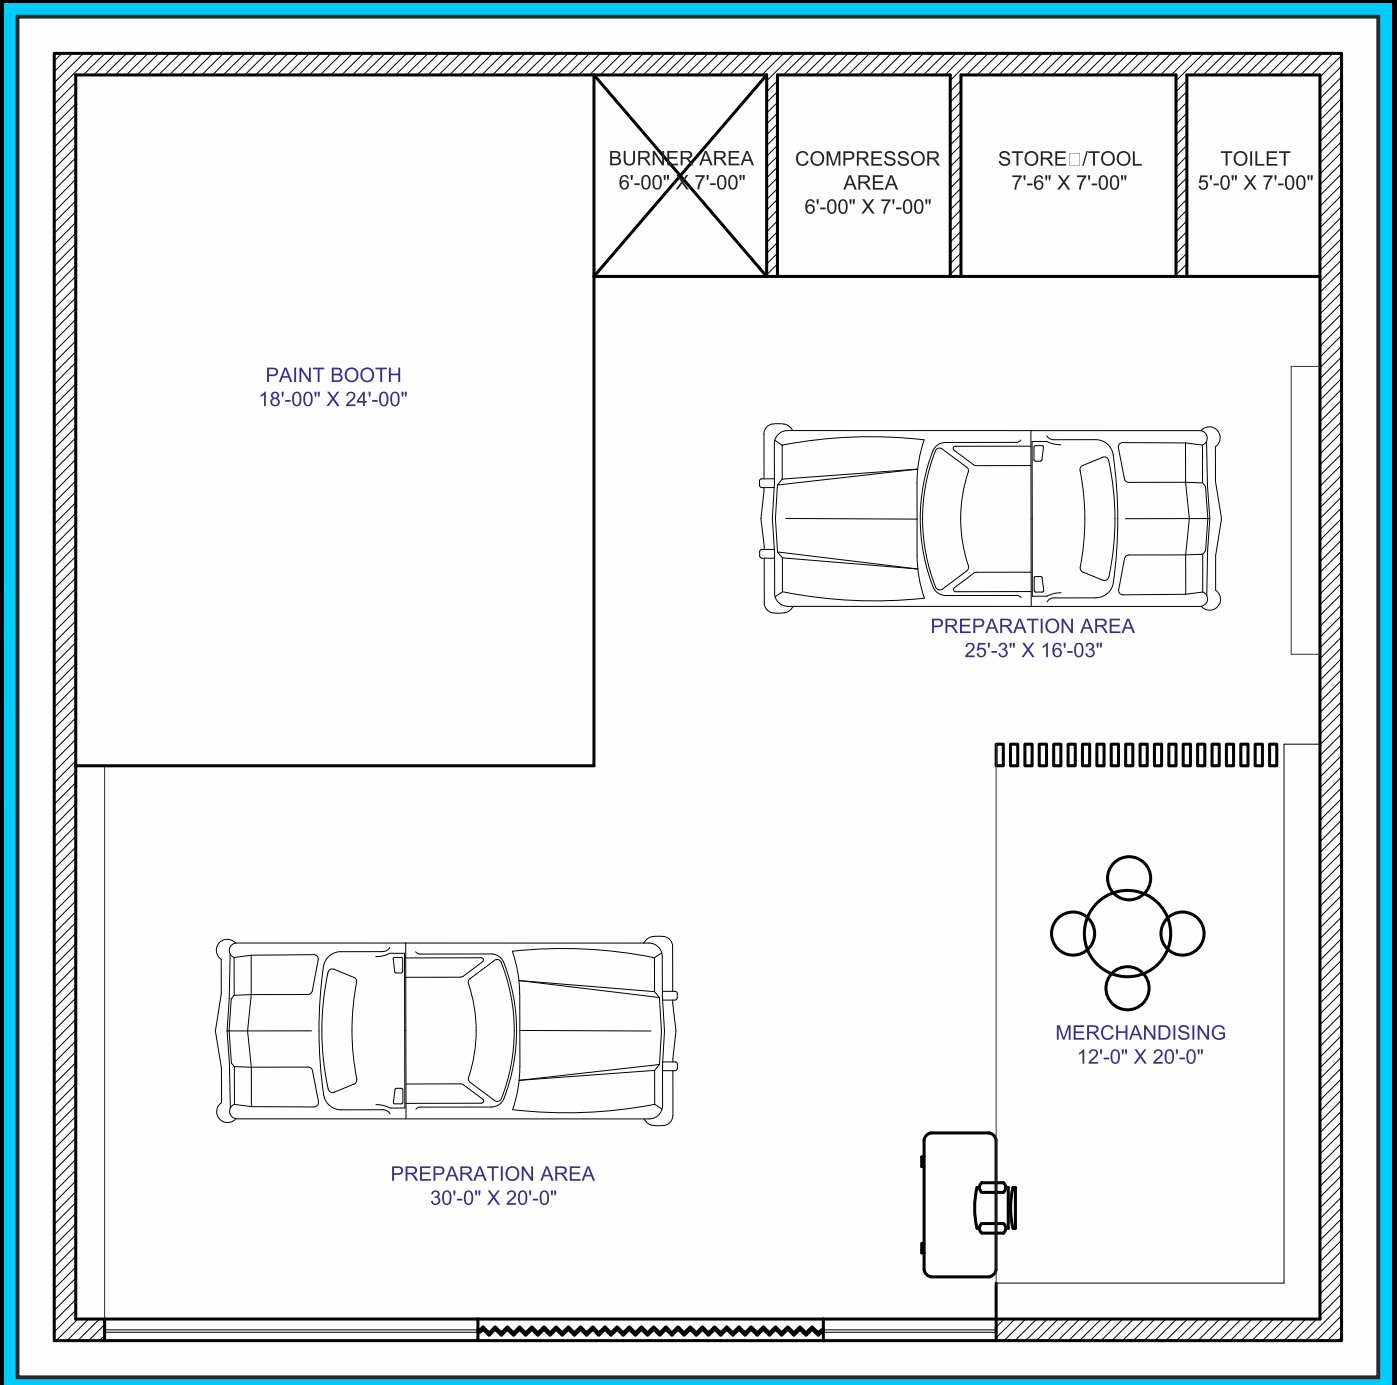 BURNER AREA
6'-00" X 7'-00"
COMPRESSOR
AREA
6'-00" X 7'-00"
STORE□/TOOL
7'-6" X 7'-00"
TOILET
5'-0" X 7'-00"
PAINT BOOTH
18'-00" X 24'-00"
PREPARATION AREA
25'-3" X 16'-03"
MERCHANDISING
12'-0" X 20'-0"
PREPARATION AREA
30'-0" X 20'-0"